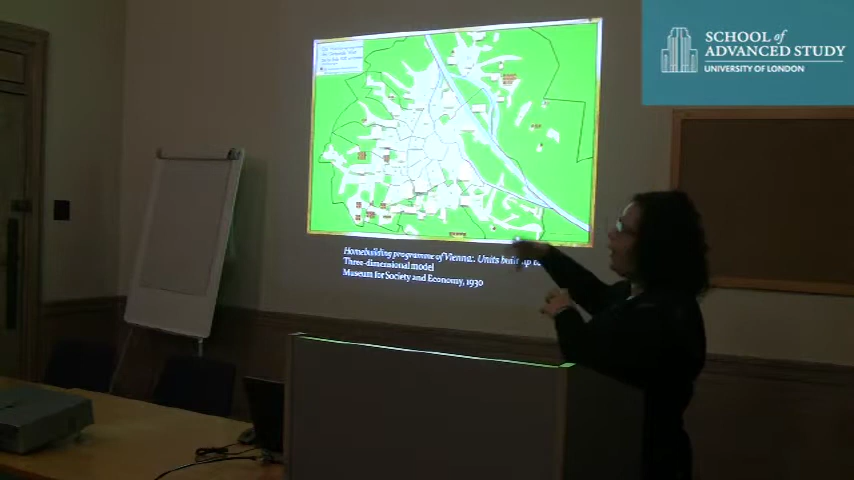 SCHOOL of
ADVANCED STUDY
UNIVERSITY OF LONDON
Homebuilding programme of Vienna:. Units built up to
Three-dimensional model
Museum for Society and Economy, 1930